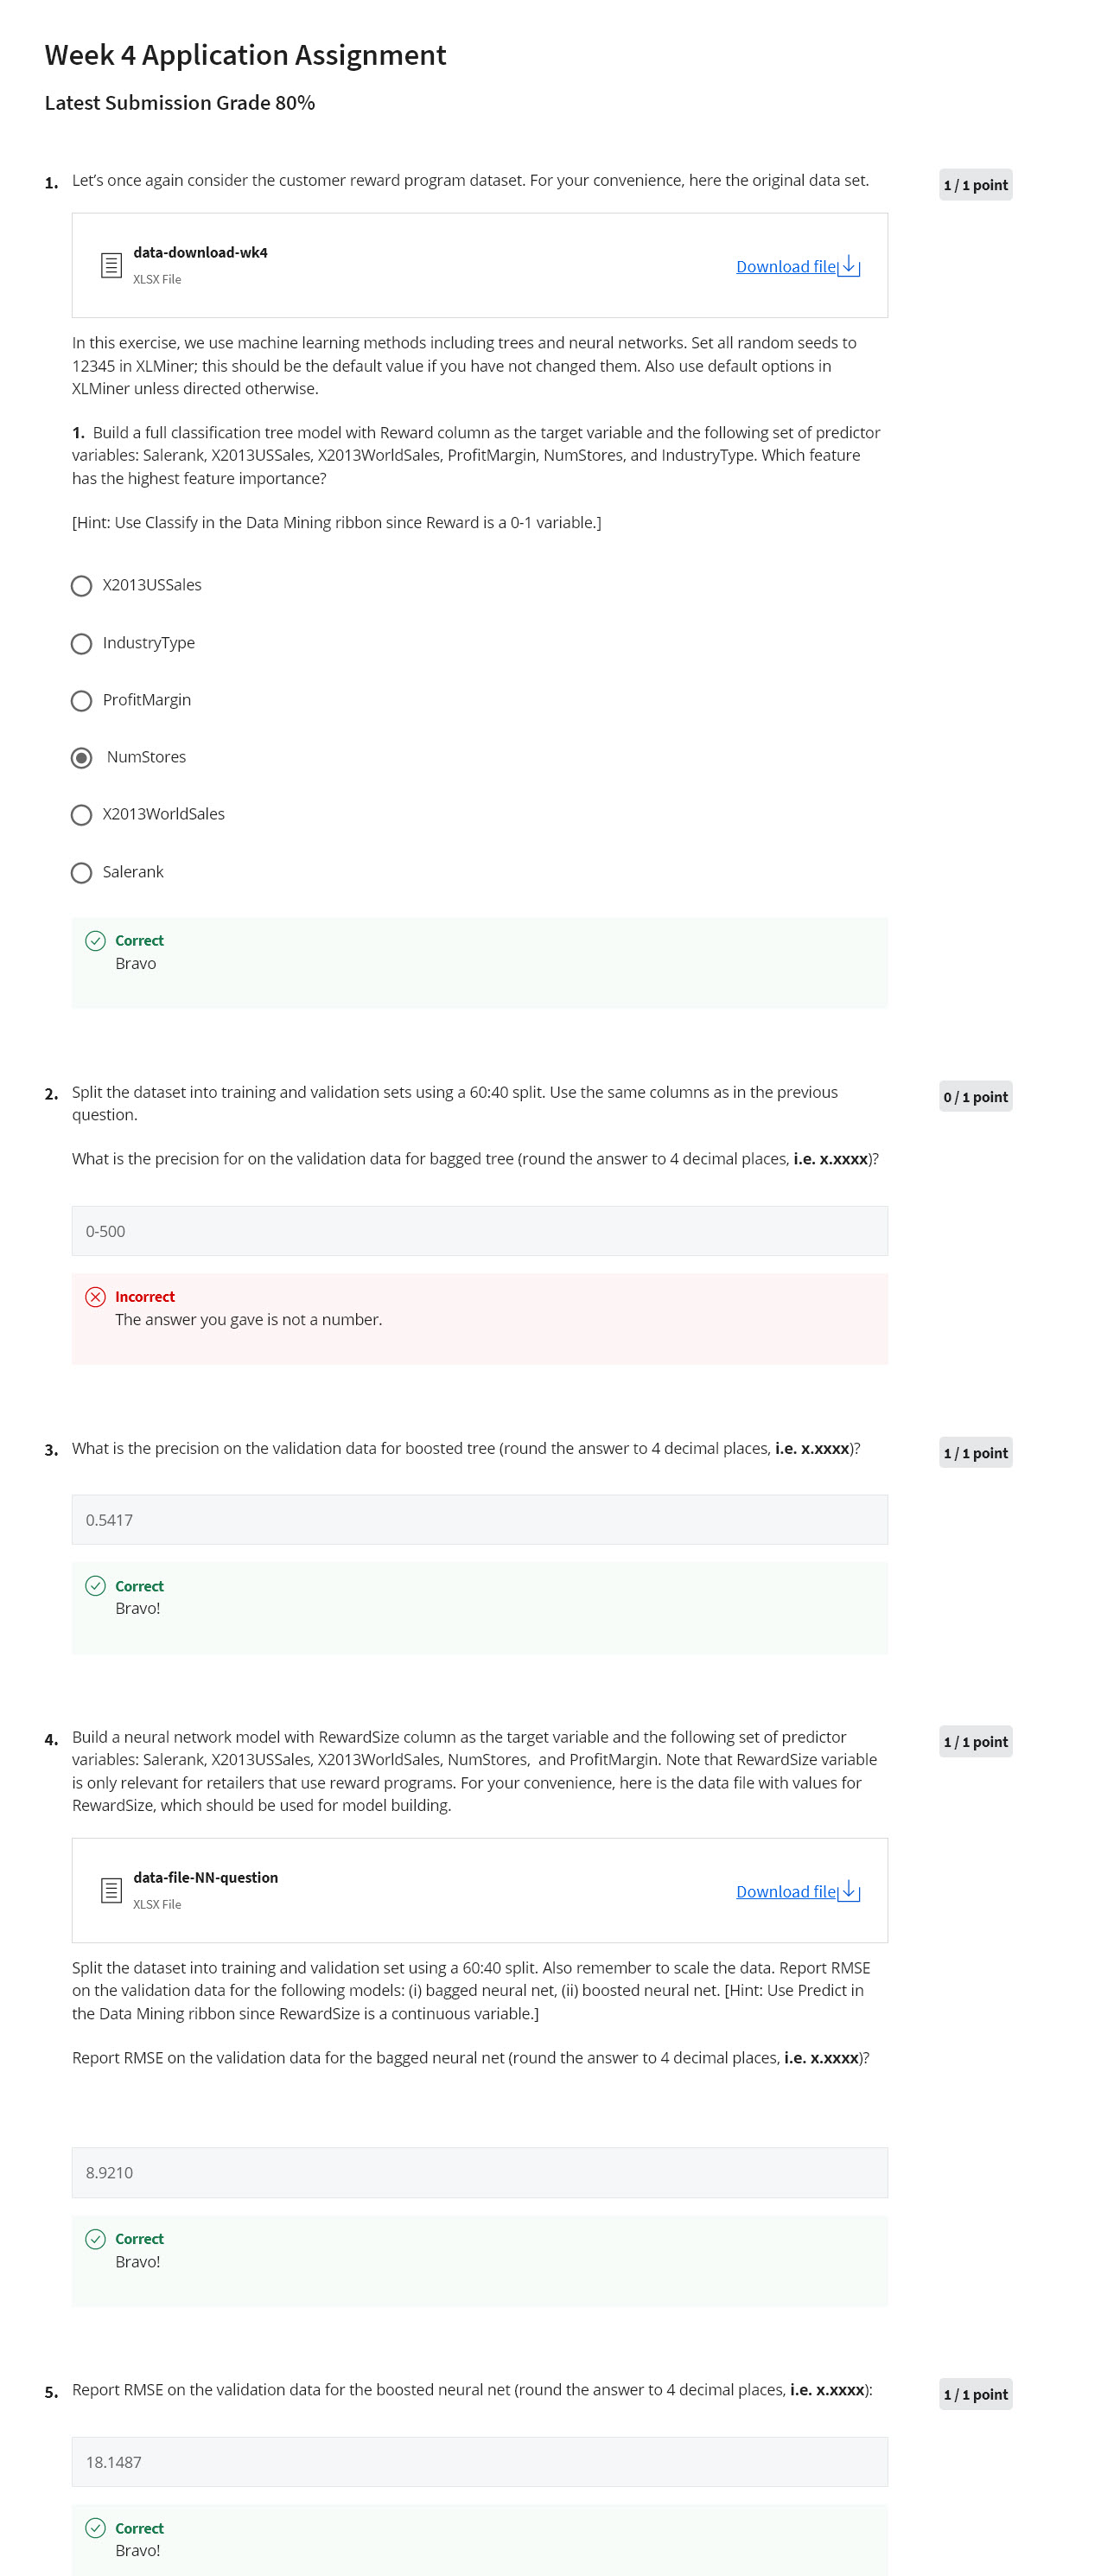 Week 4 Application Assignment
Latest Submission Grade 80%
1. Let’s once again consider the customer reward program dataset. For your convenience, here the original data set.
1 / 1 point
data-download-wk4
XLSX File
Download file
In this exercise, we use machine learning methods including trees and neural networks. Set all random seeds to
12345 in XLMiner; this should be the default value if you have not changed them. Also use default options in
XLMiner unless directed otherwise.
1. Build a full classification tree model with Reward column as the target variable and the following set of predictor
variables: Salerank, X2013USSales, X2013WorldSales, ProfitMargin, NumStores, and IndustryType. Which feature
has the highest feature importance?
[Hint: Use Classify in the Data Mining ribbon since Reward is a 0-1 variable.]
X2013USSales
IndustryType
ProfitMargin
NumStores
X2013WorldSales
Salerank
Correct
Bravo
2. Split the dataset into training and validation sets using a 60:40 split. Use the same columns as in the previous
question.
0 / 1 point
What is the precision for on the validation data for bagged tree (round the answer to 4 decimal places, i.e. x.xxxx)?
0-500
Incorrect
The answer you gave is not a number.
3. What is the precision on the validation data for boosted tree (round the answer to 4 decimal places, i.e. x.xxxx)?
1 / 1 point
0.5417
Correct
Bravo!
4. Build a neural network model with RewardSize column as the target variable and the following set of predictor
1 / 1 point
variables: Salerank, X2013USSales, X2013WorldSales, NumStores, and ProfitMargin. Note that RewardSize variable
is only relevant for retailers that use reward programs. For your convenience, here is the data file with values for
RewardSize, which should be used for model building.
data-file-NN-question
XLSX File
Download file
Split the dataset into training and validation set using a 60:40 split. Also remember to scale the data. Report RMSE
on the validation data for the following models: (i) bagged neural net, (ii) boosted neural net. [Hint: Use Predict in
the Data Mining ribbon since RewardSize is a continuous variable.]
Report RMSE on the validation data for the bagged neural net (round the answer to 4 decimal places, i.e. x.xxxx)?
8.9210
Correct
Bravo!
5. Report RMSE on the validation data for the boosted neural net (round the answer to 4 decimal places, i.e. x.xxxx):
1 / 1 point
18.1487
Correct
Bravo!